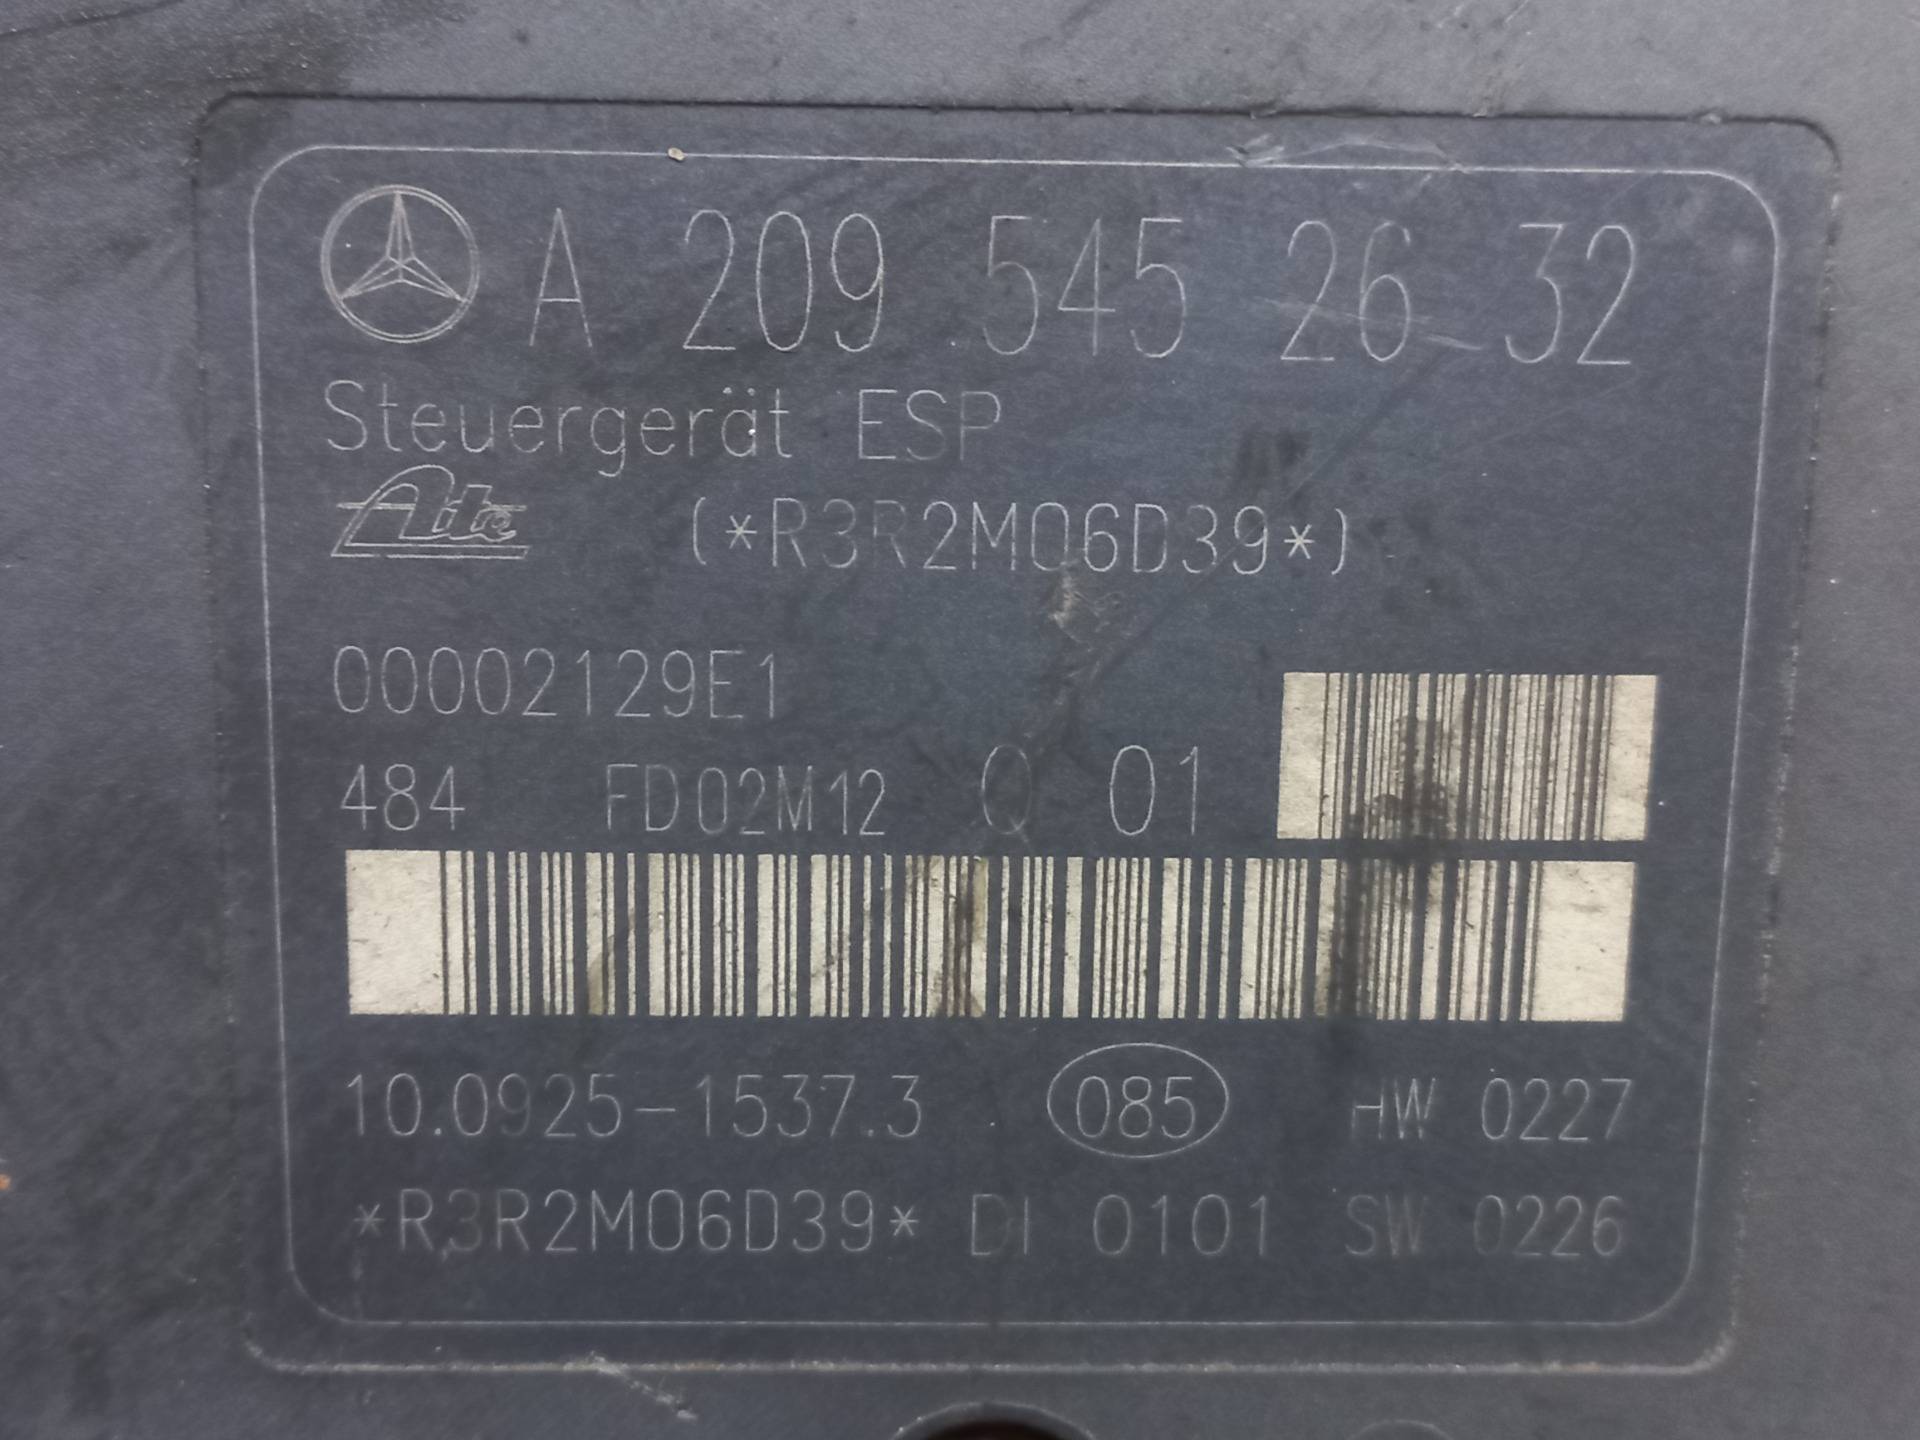 A 209 545 26 32
Steuergerät ESP
Ate (*R3R2M06D39*)
00002129E1
484 FD02M12 Q 01
10.0925-1537.3 085 HW 0227
*R3R2M06D39* DI 0101 SW 0226